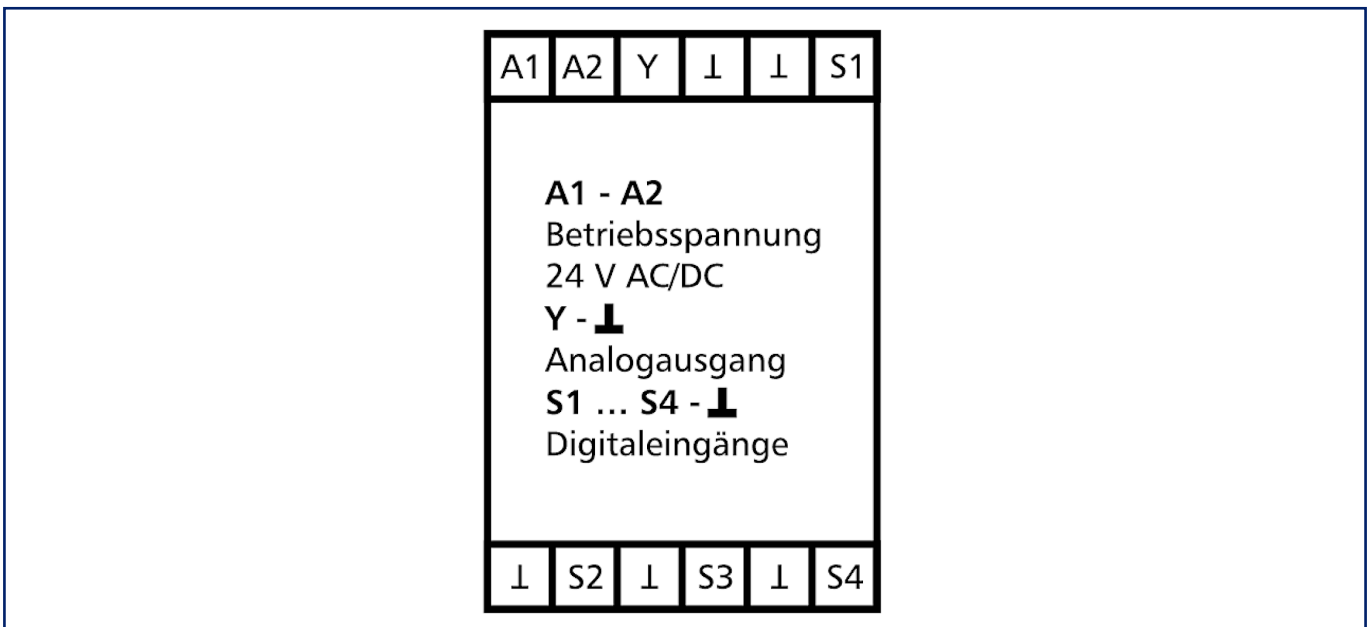 A1 A2 Y ⊥ ⊥ S1
A1 - A2
Betriebsspannung
24 V AC/DC
Y - ⊥
Analogausgang
S1 ... S4 - ⊥
Digitaleingänge
⊥ S2 ⊥ S3 ⊥ S4